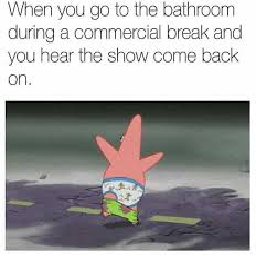 When you go to the bathroom
during a commercial break and
you hear the show come back
on.